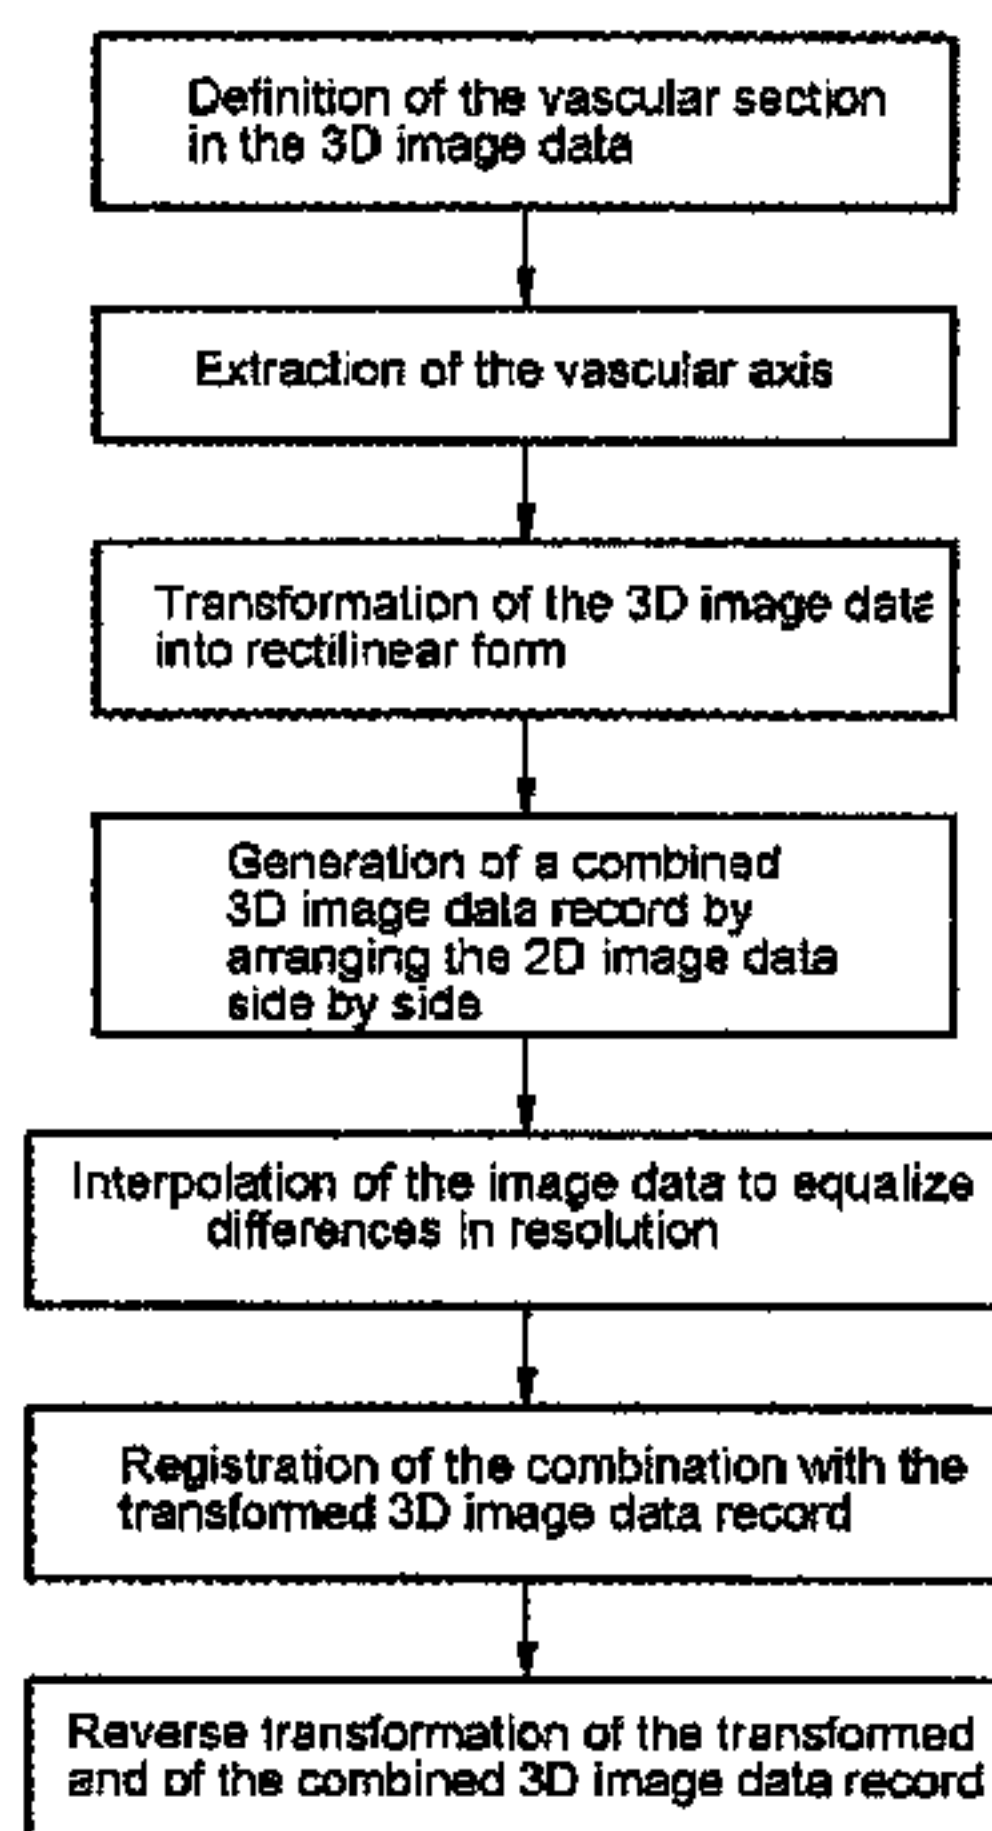 Definition of the vascular section
in the 3D image data
Extraction of the vascular axis
Transformation of the 3D image data
into rectilinear form
Generation of a combined
3D image data record by
arranging the 2D image data
side by side
Interpolation of the image data to equalize
differences in resolution
Registration of the combination with the
transformed 3D image data record
Reverse transformation of the transformed
and of the combined 3D image data record